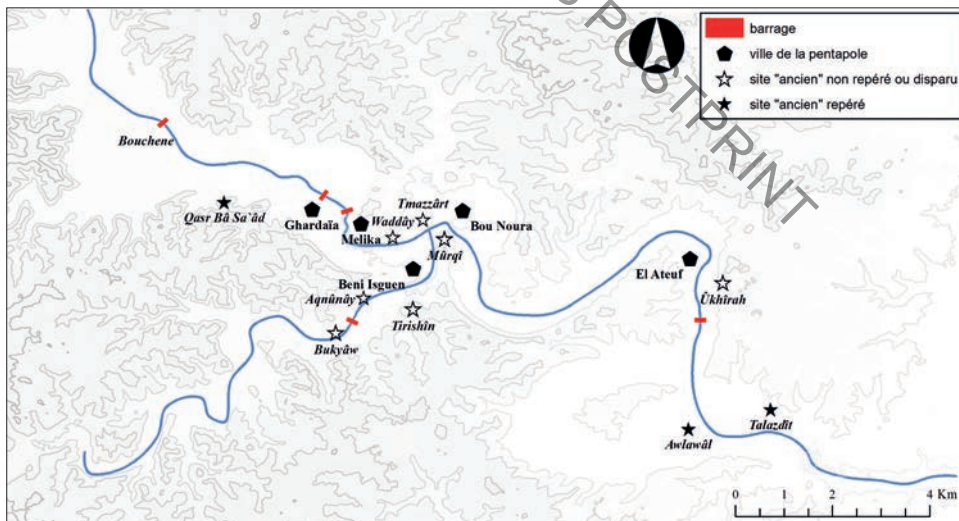 POSTPRINT
barrage
ville de la pentapole
site "ancien" non repéré ou disparu
site "ancien" repéré
Bouchene
Qasr Bâ Sa`âd
Ghardaïa
Melika
Waddây
Tmazzârt
Bou Noura
Mûrqî
Beni Isguen
Aqnûnây
Tirishîn
Bukyâw
El Ateuf
Ûkhîrah
Awlawâl
Talazdît
0 1 2 4 Km